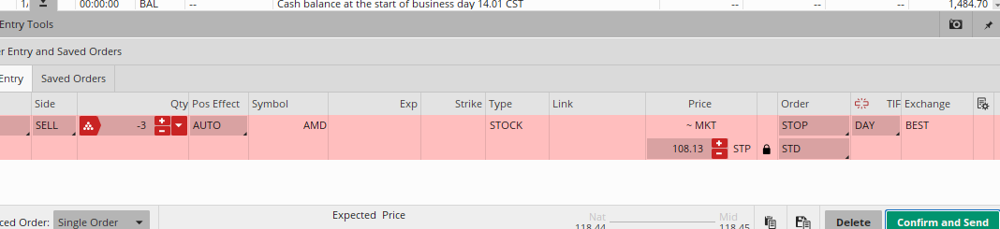 1/ 00:00:00 BAL -- Cash balance at the start of business day 14.01 CST -- -- -- 1,484.70
Entry Tools
r Entry and Saved Orders
Entry Saved Orders
Side Qty Pos Effect Symbol Exp Strike Type Link Price Order TIF Exchange
SELL -3 AUTO AMD STOCK ~ MKT STOP DAY BEST
108.13 STP STD
ced Order: Single Order Expected Price Nat Mid Delete Confirm and Send
118.44 118.45